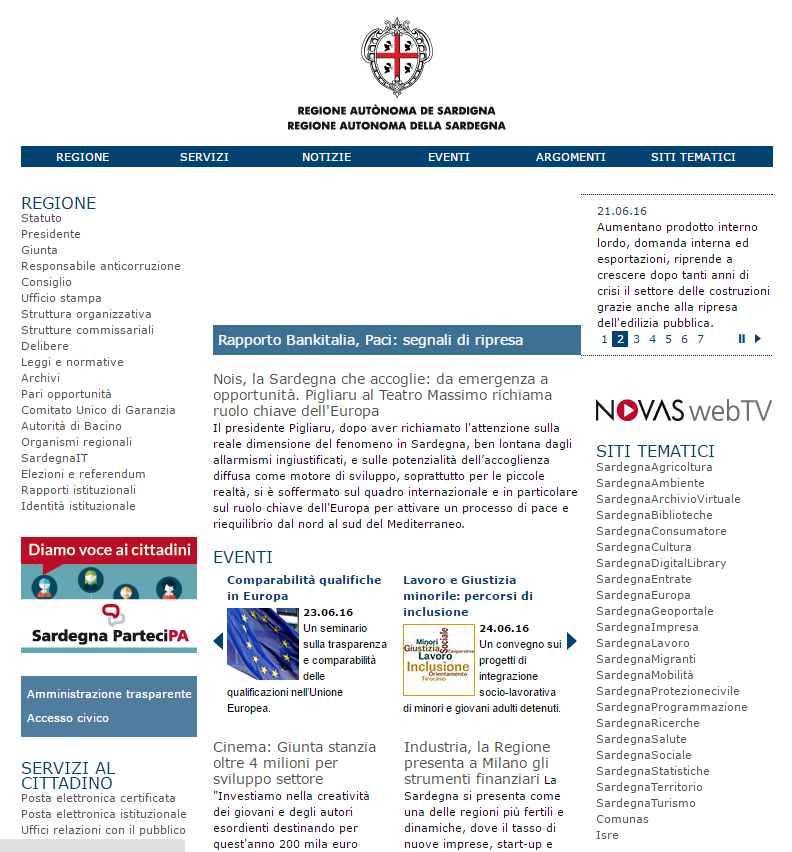 REGIONE AUTÒNOMA DE SARDIGNA
REGIONE AUTONOMA DELLA SARDEGNA
REGIONE SERVIZI NOTIZIE EVENTI ARGOMENTI SITI TEMATICI
REGIONE
Statuto
Presidente
Giunta
Responsabile anticorruzione
Consiglio
Ufficio stampa
Struttura organizzativa
Strutture commissariali
Delibere
Leggi e normative
Archivi
Pari opportunità
Comitato Unico di Garanzia
Autorità di Bacino
Organismi regionali
SardegnaIT
Elezioni e referendum
Rapporti istituzionali
Identità istituzionale
Diamo voce ai cittadini
Sardegna ParteciPA
Amministrazione trasparente
Accesso civico
SERVIZI AL
CITTADINO
Posta elettronica certificata
Posta elettronica istituzionale
Uffici relazioni con il pubblico
Rapporto Bankitalia, Paci: segnali di ripresa
Nois, la Sardegna che accoglie: da emergenza a
opportunità. Pigliaru al Teatro Massimo richiama
ruolo chiave dell'Europa
Il presidente Pigliaru, dopo aver richiamato l'attenzione sulla
reale dimensione del fenomeno in Sardegna, ben lontana dagli
allarmismi ingiustificati, e sulle potenzialità dell’accoglienza
diffusa come motore di sviluppo, soprattutto per le piccole
realtà, si è soffermato sul quadro internazionale e in particolare
sul ruolo chiave dell'Europa per attivare un processo di pace e
riequilibrio dal nord al sud del Mediterraneo.
EVENTI
Comparabilità qualifiche
in Europa
23.06.16
Un seminario
sulla trasparenza
e comparabilità
delle
qualificazioni nell'Unione
Europea.
Lavoro e Giustizia
minorile: percorsi di
inclusione
Minori
Giustizia
Sociale
Cooperative
Lavoro
Inclusione
Orientamento
Tirocinio
24.06.16
Un convegno sui
progetti di
integrazione
socio-lavorativa
di minori e giovani adulti detenuti.
Cinema: Giunta stanzia
oltre 4 milioni per
sviluppo settore
"Investiamo nella creatività
dei giovani e degli autori
esordienti destinando per
quest'anno 200 mila euro
Industria, la Regione
presenta a Milano gli
strumenti finanziari La
Sardegna si presenta come
una delle regioni più fertili e
dinamiche, dove il tasso di
nuove imprese, start-up e
21.06.16
Aumentano prodotto interno
lordo, domanda interna ed
esportazioni, riprende a
crescere dopo tanti anni di
crisi il settore delle costruzioni
grazie anche alla ripresa
dell'edilizia pubblica.
1 2 3 4 5 6 7
NOVAS webTV
SITI TEMATICI
SardegnaAgricoltura
SardegnaAmbiente
SardegnaArchivioVirtuale
SardegnaBiblioteche
SardegnaConsumatore
SardegnaCultura
SardegnaDigitalLibrary
SardegnaEntrate
SardegnaEuropa
SardegnaGeoportale
SardegnaImpresa
SardegnaLavoro
SardegnaMigranti
SardegnaMobilità
SardegnaProtezionecivile
SardegnaProgrammazione
SardegnaRicerche
SardegnaSalute
SardegnaSociale
SardegnaStatistiche
SardegnaTerritorio
SardegnaTurismo
Comunas
Isre